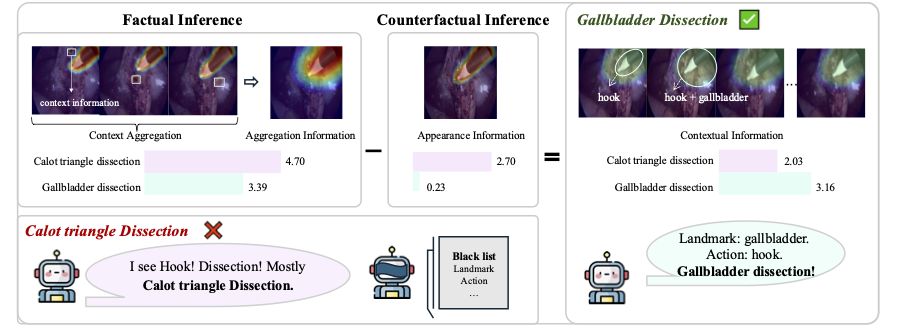 Factual Inference
context information
Context Aggregation
Aggregation Information
Calot triangle dissection
4.70
Gallbladder dissection
3.39
–
Counterfactual Inference
Appearance Information
2.70
0.23
=
Gallbladder Dissection
hook
hook + gallbladder
...
Contextual Information
Calot triangle dissection
2.03
Gallbladder dissection
3.16
Calot triangle Dissection
I see Hook! Dissection! Mostly
Calot triangle Dissection.
Black list
Landmark
Action
...
Landmark: gallbladder.
Action: hook.
Gallbladder dissection!